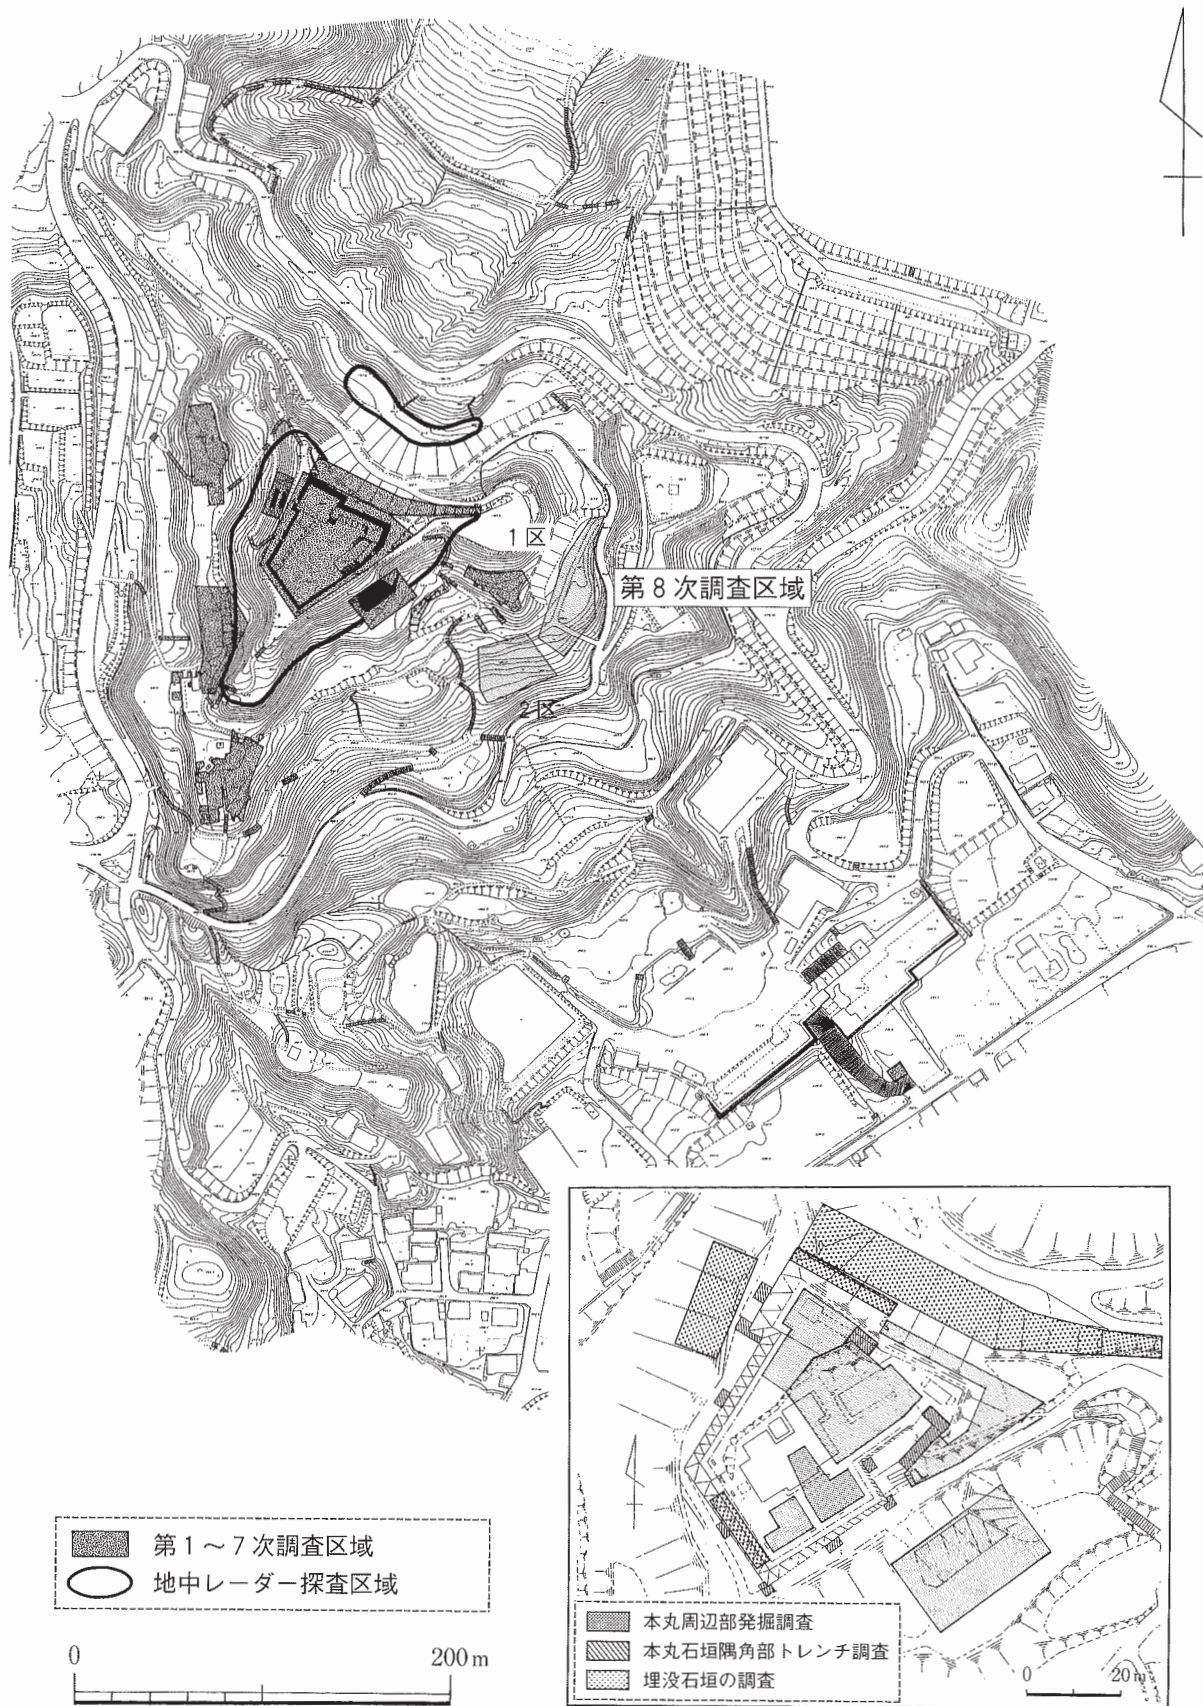 1区
第8次調査区域
2区
第1～7次調査区域
地中レーダー探査区域
0 200m
本丸周辺部発掘調査
本丸石垣隅角部トレンチ調査
埋没石垣の調査
0 20m